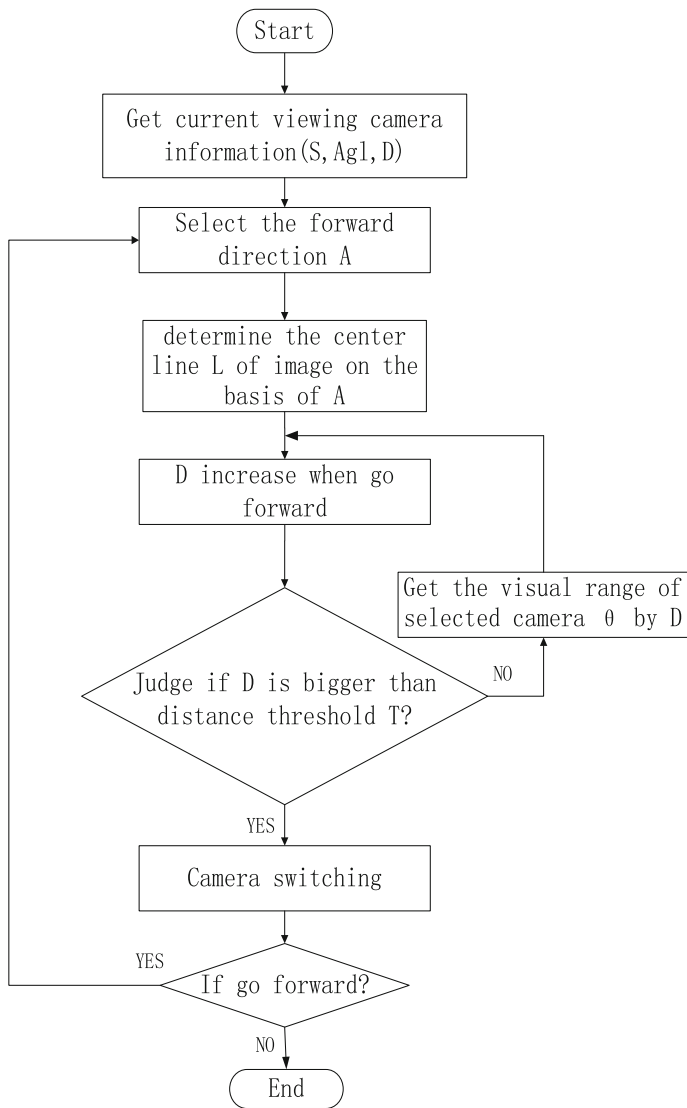 Start
Get current viewing camera
information(S,Agl,D)
Select the forward
direction A
determine the center
line L of image on the
basis of A
D increase when go
forward
Get the visual range of
selected camera θ by D
Judge if D is bigger than
distance threshold T?
NO
YES
Camera switching
If go forward?
YES
NO
End